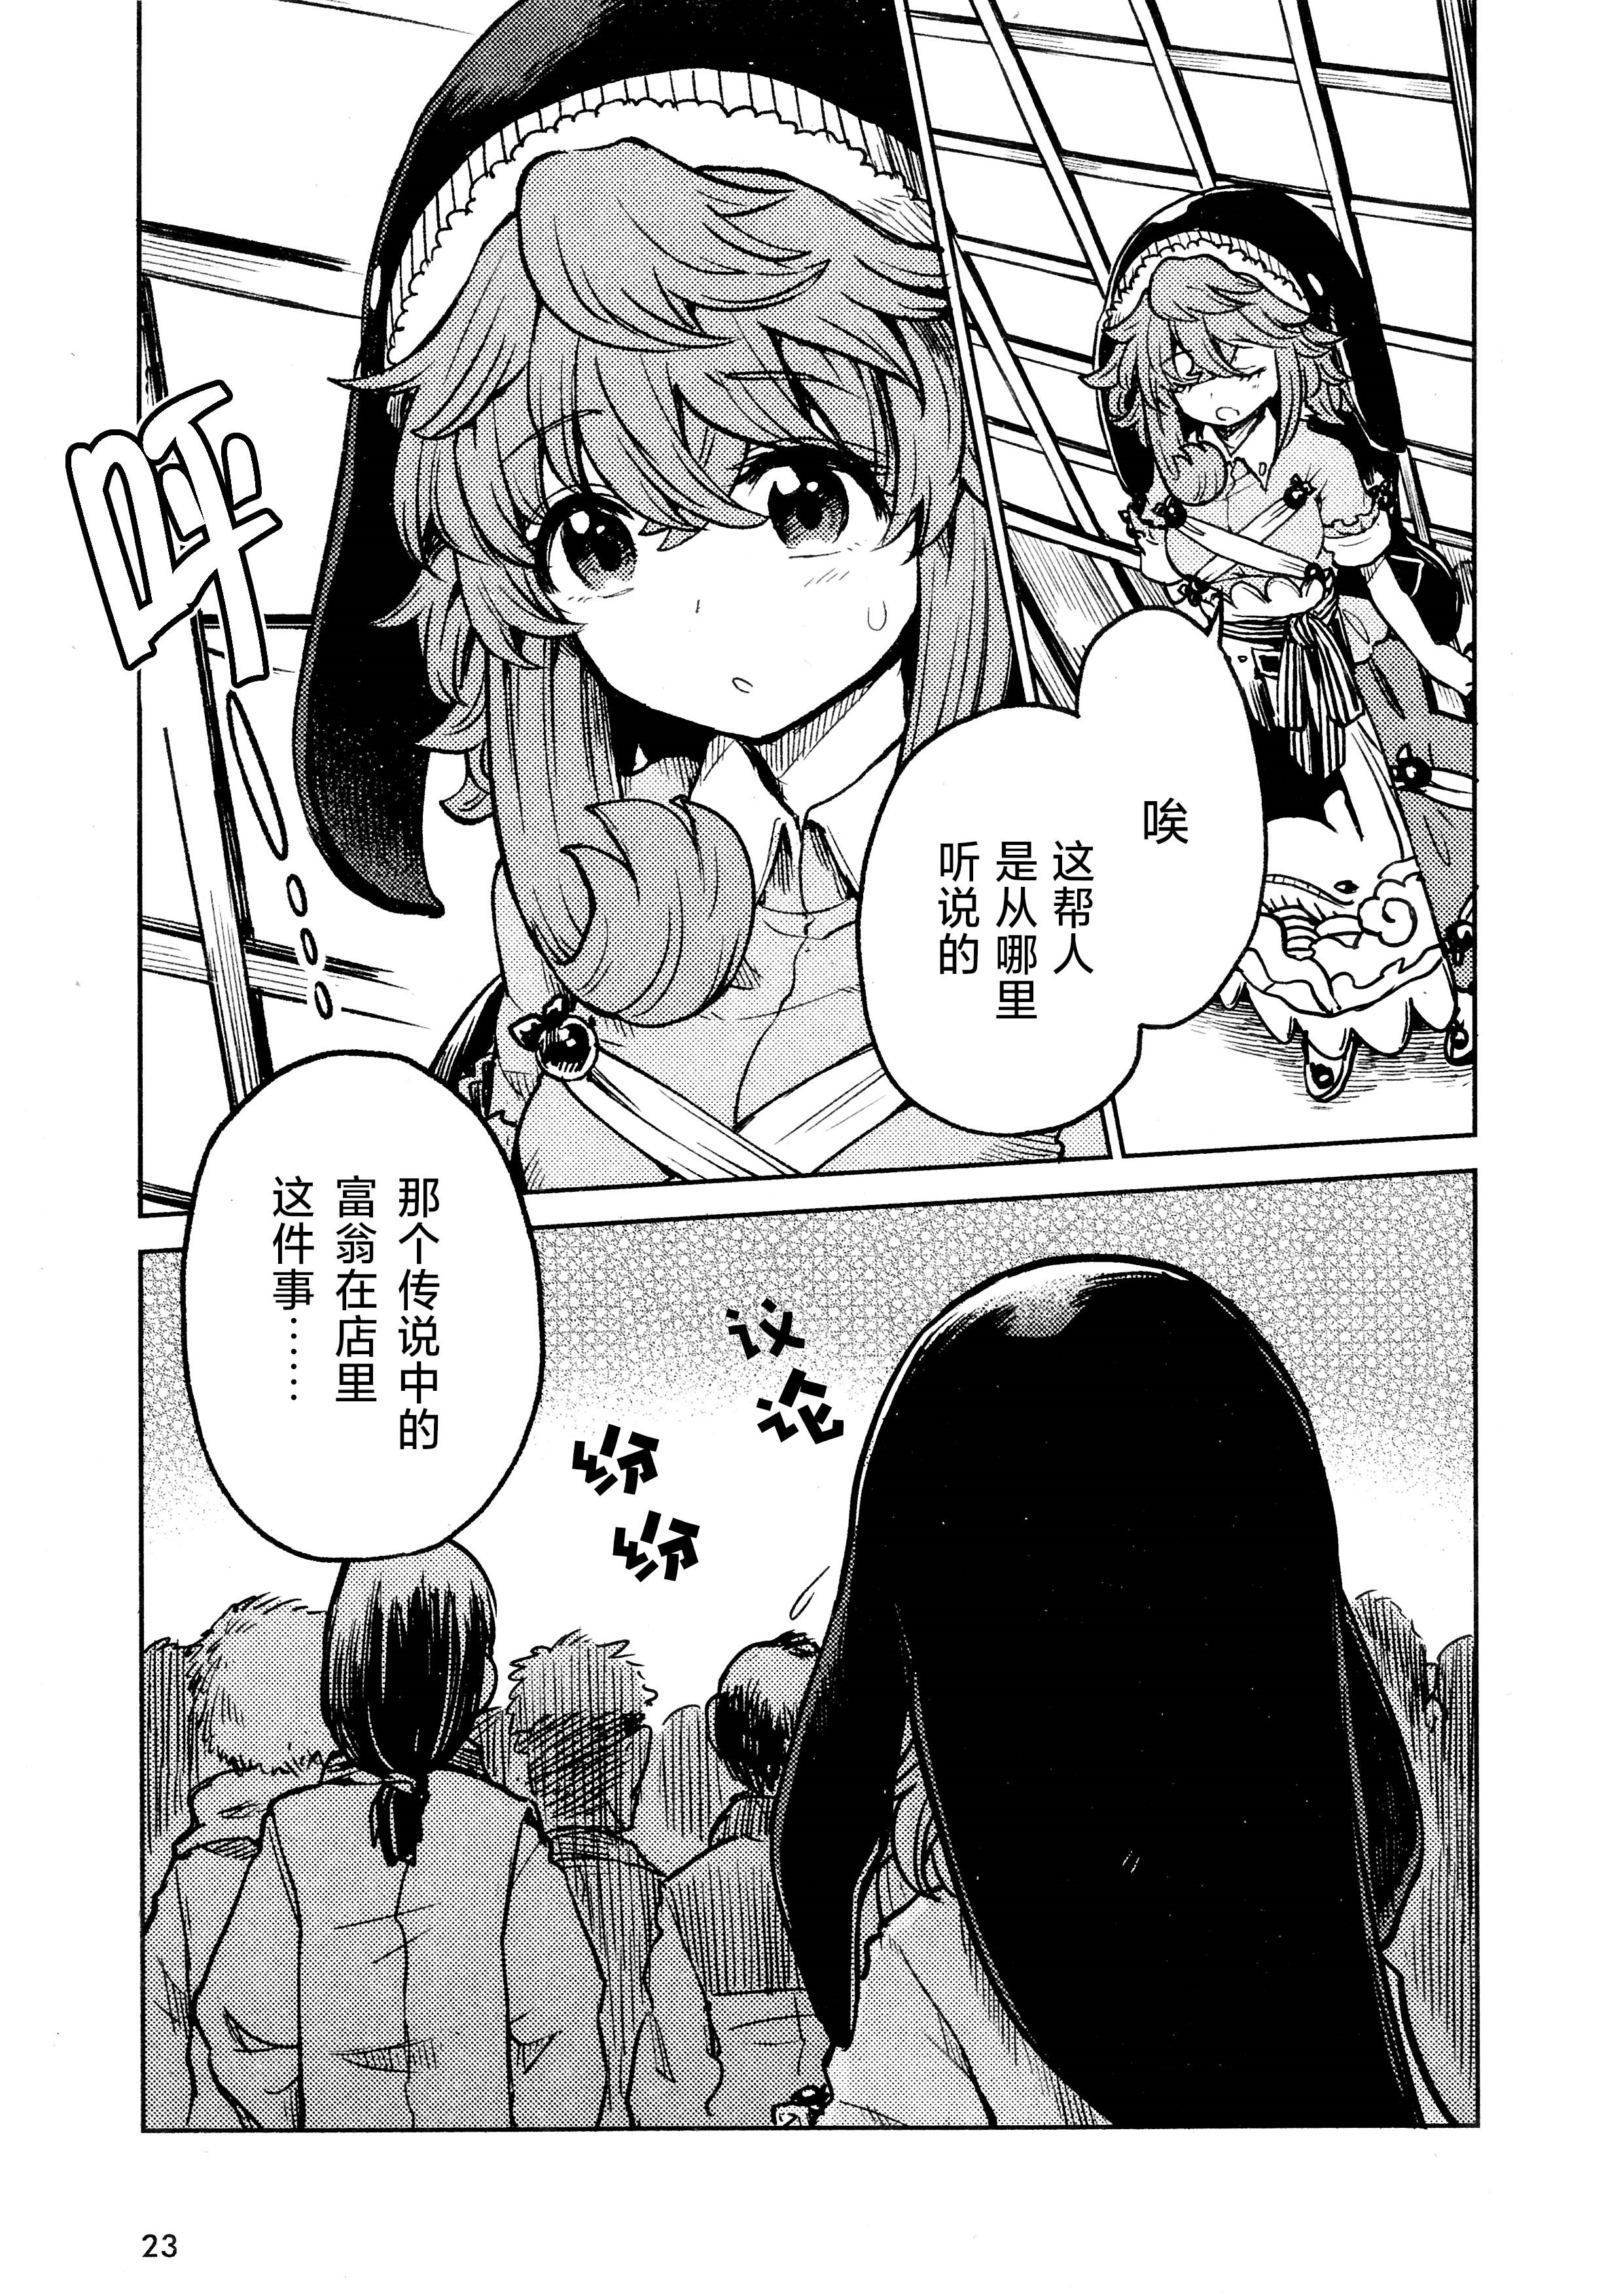 唉
这帮人
是从哪里
听说的
呼……
那个传说中的
富翁在店里
这件事……
议论
纷纷
23